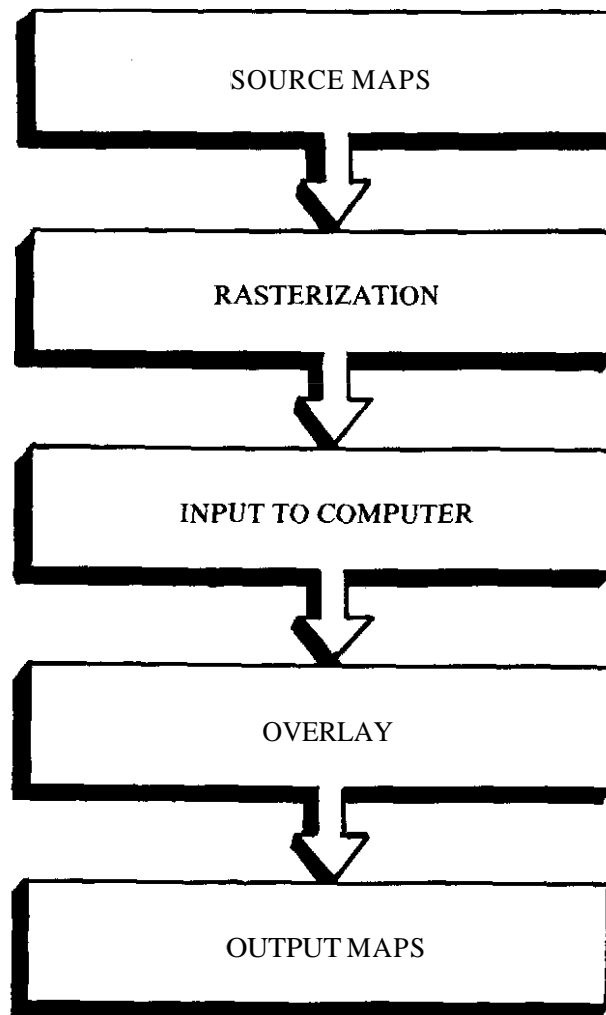 SOURCE MAPS
RASTERIZATION
INPUT TO COMPUTER
OVERLAY
OUTPUT MAPS